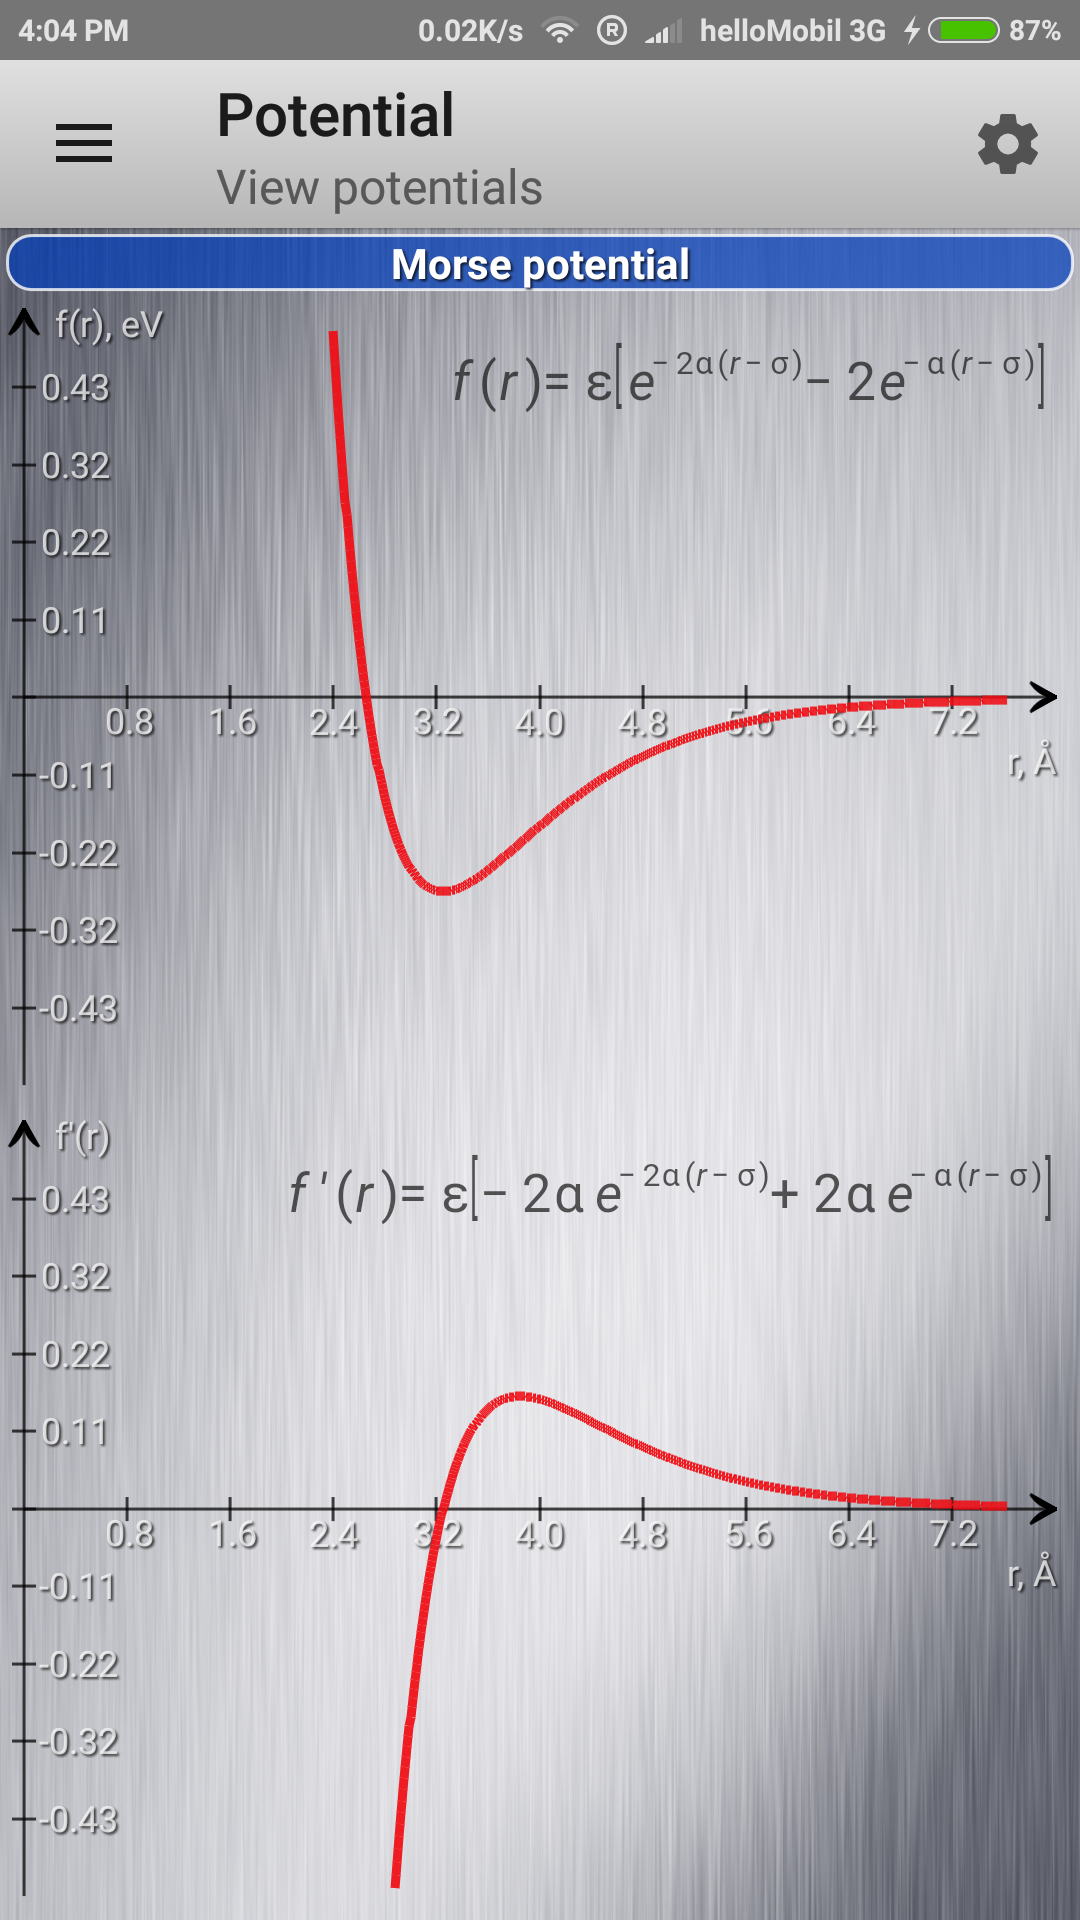 4:04 PM 0.02K/s R helloMobil 3G 87%
Potential
View potentials
Morse potential
f(r), eV
f(r)= ε[e^−2α(r−σ)− 2e^−α(r−σ)]
0.43
0.32
0.22
0.11
0.8 1.6 2.4 3.2 4.0 4.8 5.6 6.4 7.2
r, Å
-0.11
-0.22
-0.32
-0.43
f'(r)
f'(r)= ε[− 2α e^−2α(r−σ)+ 2α e^−α(r−σ)]
0.43
0.32
0.22
0.11
0.8 1.6 2.4 3.2 4.0 4.8 5.6 6.4 7.2
r, Å
-0.11
-0.22
-0.32
-0.43